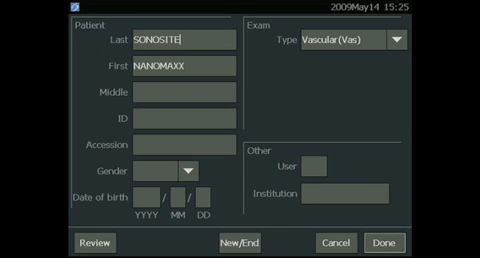 2009May14 15:25
Patient
Last SONOSITE
First NANOMAXX
Middle
ID
Accession
Gender
Date of birth / /
YYYY MM DD
Exam
Type Vascular(Vas)
Other
User
Institution
Review New/End Cancel Done